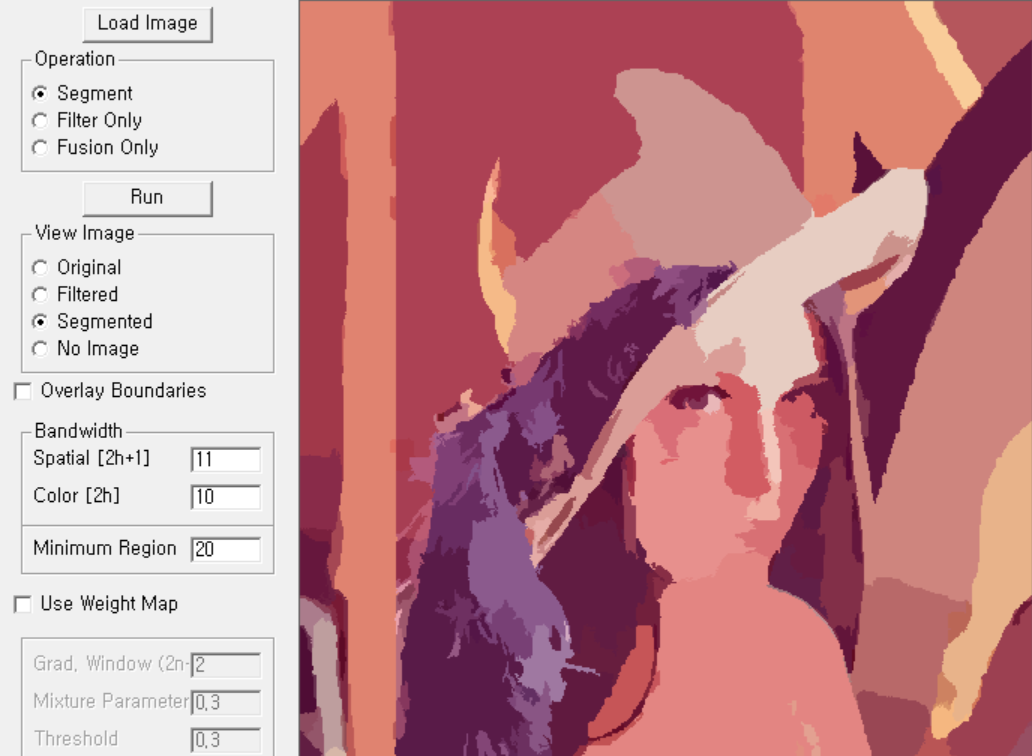 Load Image
Operation
Segment
Filter Only
Fusion Only
Run
View Image
Original
Filtered
Segmented
No Image
Overlay Boundaries
Bandwidth
Spatial [2h+1] 11
Color [2h] 10
Minimum Region 20
Use Weight Map
Grad, Window (2n- 2
Mixture Parameter 0,3
Threshold 0,3